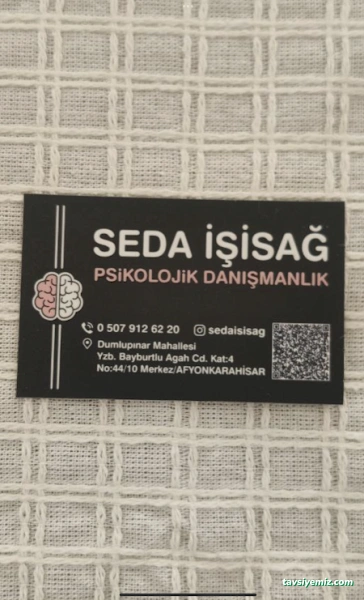 SEDA İŞİSAĞ
PSİKOLOJİK DANIŞMANLIK
0 507 912 62 20 sedaisisag
Dumlupınar Mahallesi
Yzb. Bayburtlu Agah Cd. Kat:4
No:44/10 Merkez/AFYONKARAHİSAR
tavsiyemiz.com